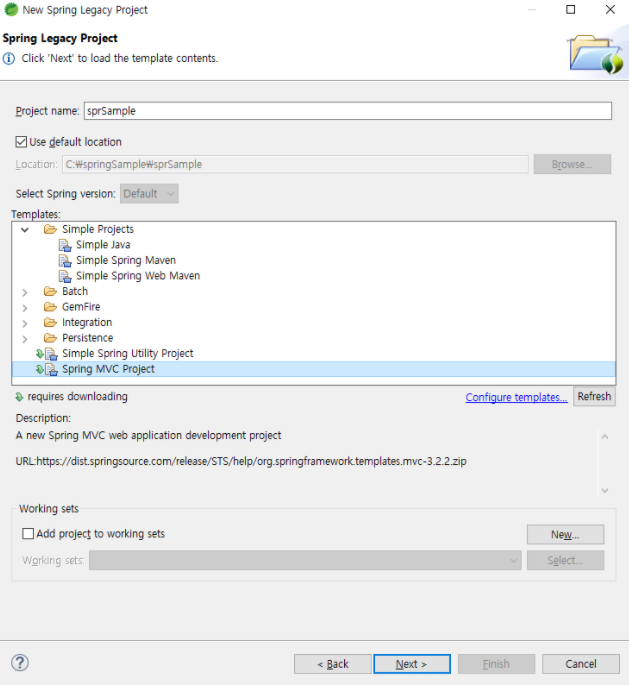 New Spring Legacy Project
Spring Legacy Project
Click 'Next' to load the template contents.
Project name: sprSample
Use default location
Location: C:₩springSample₩sprSample Browse...
Select Spring version: Default
Templates:
Simple Projects
Simple Java
Simple Spring Maven
Simple Spring Web Maven
Batch
GemFire
Integration
Persistence
Simple Spring Utility Project
Spring MVC Project
requires downloading Configure templates... Refresh
Description:
A new Spring MVC web application development project
URL:https://dist.springsource.com/release/STS/help/org.springframework.templates.mvc-3.2.2.zip
Working sets
Add project to working sets New...
Working sets: Select...
? < Back Next > Finish Cancel